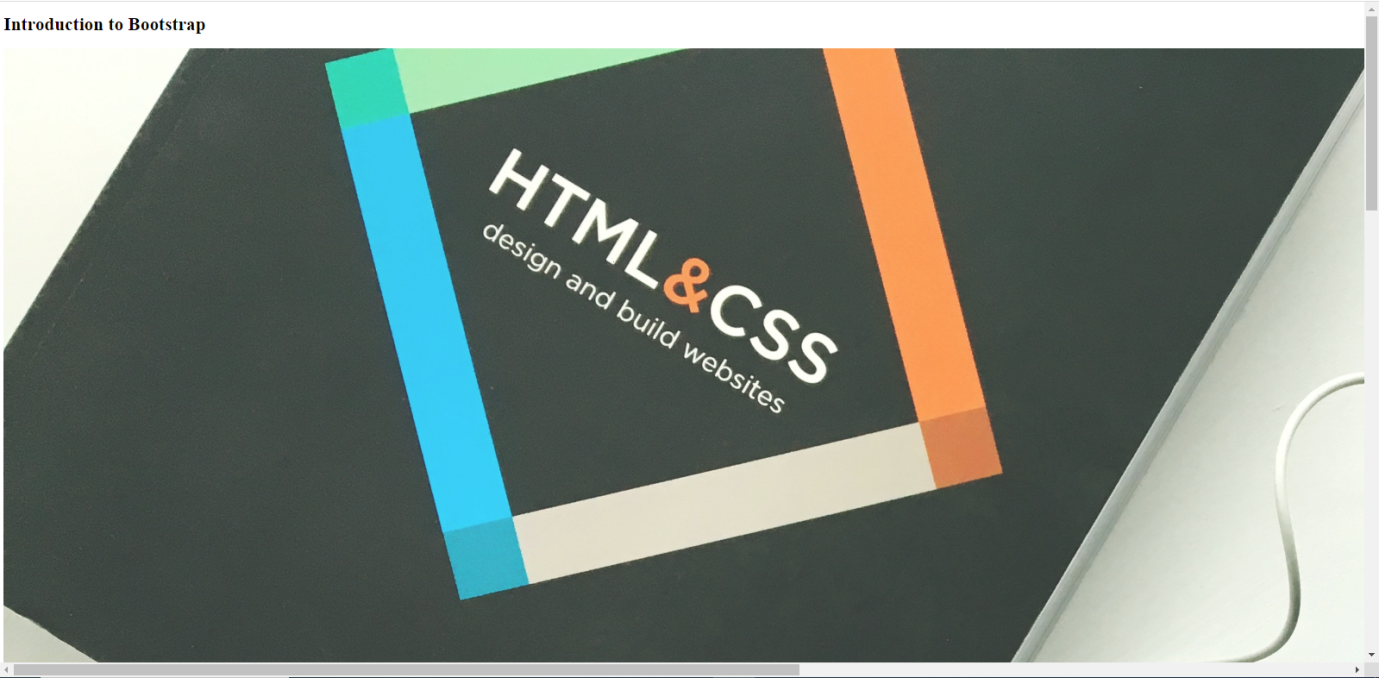 Introduction to Bootstrap
HTML&CSS
design and build websites